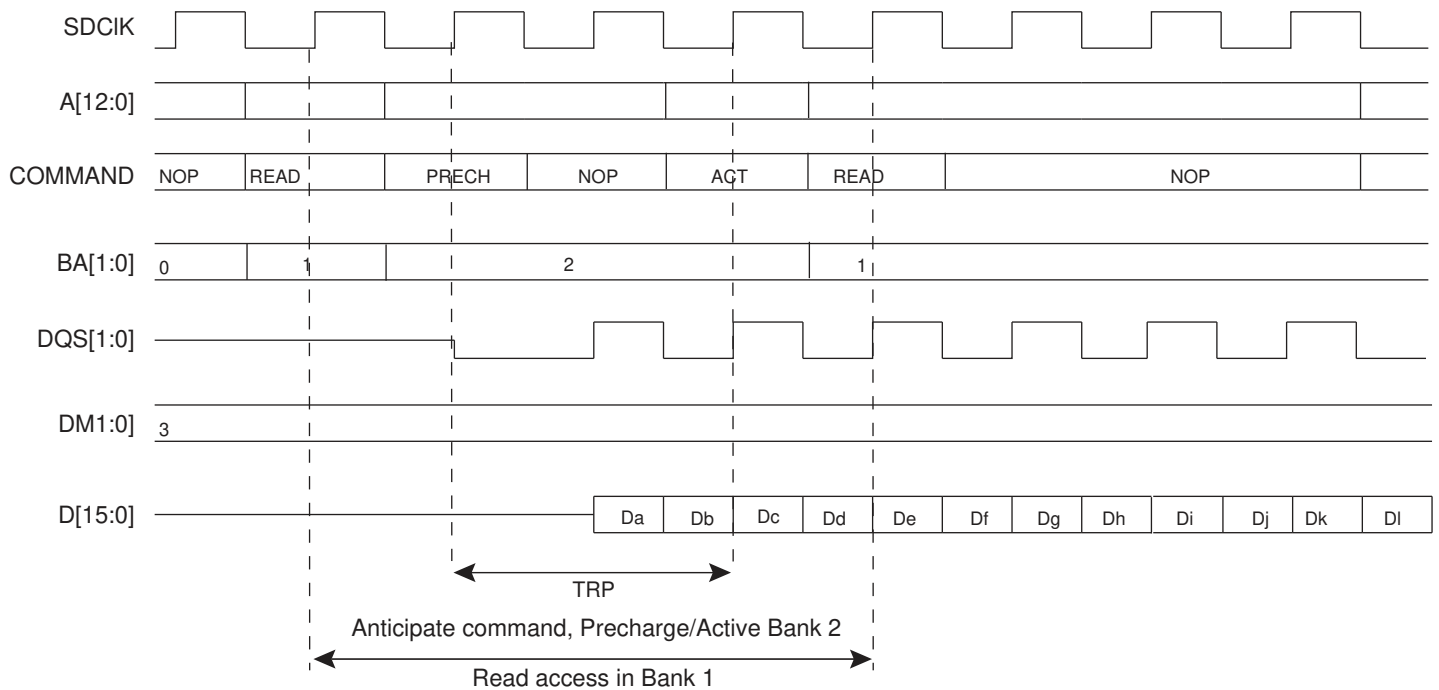 SDClK
A[12:0]
COMMAND NOP READ PRECH NOP ACT READ NOP
BA[1:0] 0 1 2 1
DQS[1:0]
DM1:0] 3
D[15:0] Da Db Dc Dd De Df Dg Dh Di Dj Dk Dl
TRP
Anticipate command, Precharge/Active Bank 2
Read access in Bank 1